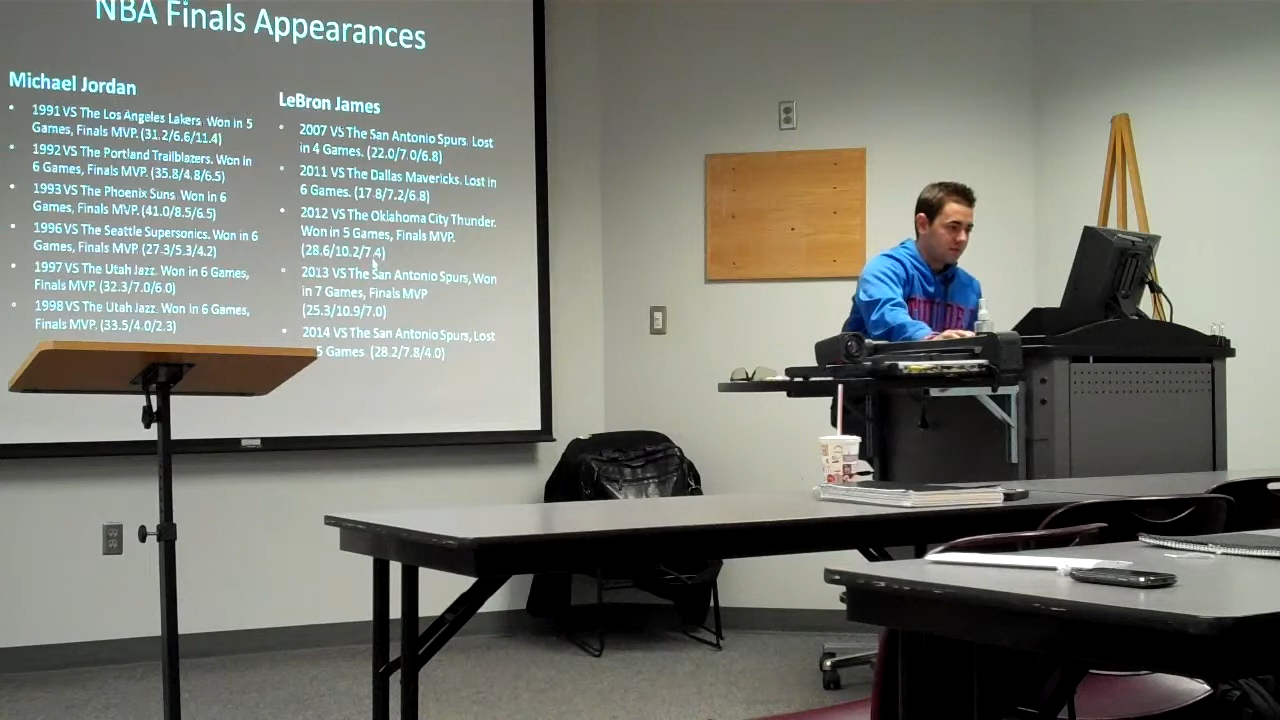 NBA Finals Appearances
Michael Jordan
• 1991 VS The Los Angeles Lakers. Won in 5
Games, Finals MVP. (31.2/6.6/11.4)
• 1992 VS The Portland Trailblazers. Won in
6 Games, Finals MVP. (35.8/4.8/6.5)
• 1993 VS The Phoenix Suns. Won in 6
Games, Finals MVP. (41.0/8.5/6.5)
• 1996 VS The Seattle Supersonics. Won in 6
Games, Finals MVP. (27.3/5.3/4.2)
• 1997 VS The Utah Jazz. Won in 6 Games,
Finals MVP. (32.3/7.0/6.0)
• 1998 VS The Utah Jazz. Won in 6 Games,
Finals MVP. (33.5/4.0/2.3)
LeBron James
• 2007 VS The San Antonio Spurs. Lost
in 4 Games. (22.0/7.0/6.8)
• 2011 VS The Dallas Mavericks. Lost in
6 Games. (17.8/7.2/6.8)
• 2012 VS The Oklahoma City Thunder.
Won in 5 Games, Finals MVP.
(28.6/10.2/7.4)
• 2013 VS The San Antonio Spurs, Won
in 7 Games, Finals MVP
(25.3/10.9/7.0)
• 2014 VS The San Antonio Spurs, Lost
5 Games. (28.2/7.8/4.0)